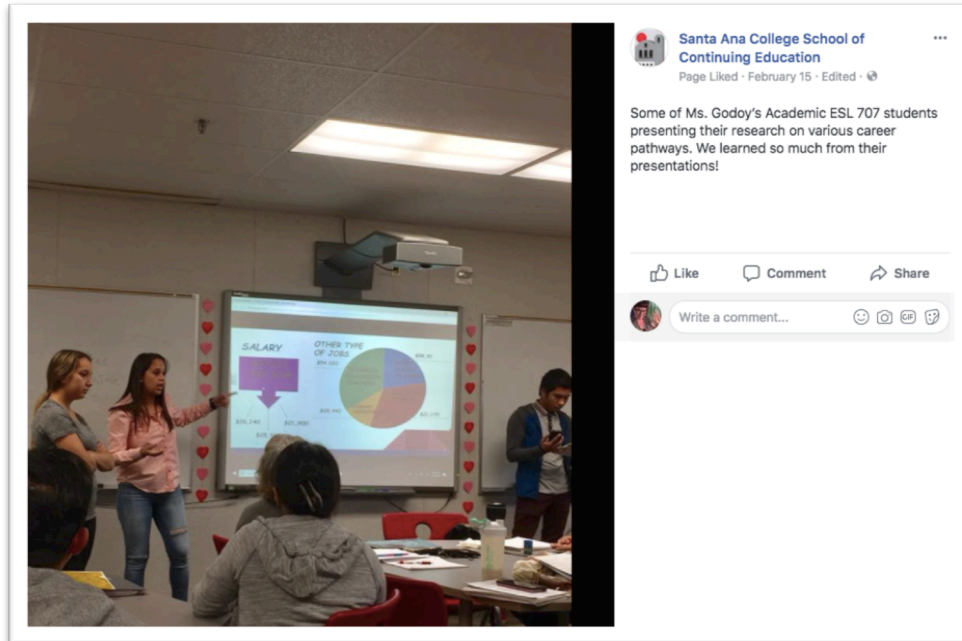 SALARY
OTHER TYPE
OF JOBS
Santa Ana College School of
Continuing Education
Page Liked · February 15 · Edited ·
Some of Ms. Godoy's Academic ESL 707 students
presenting their research on various career
pathways. We learned so much from their
presentations!
Like
Comment
Share
Write a comment...
GIF